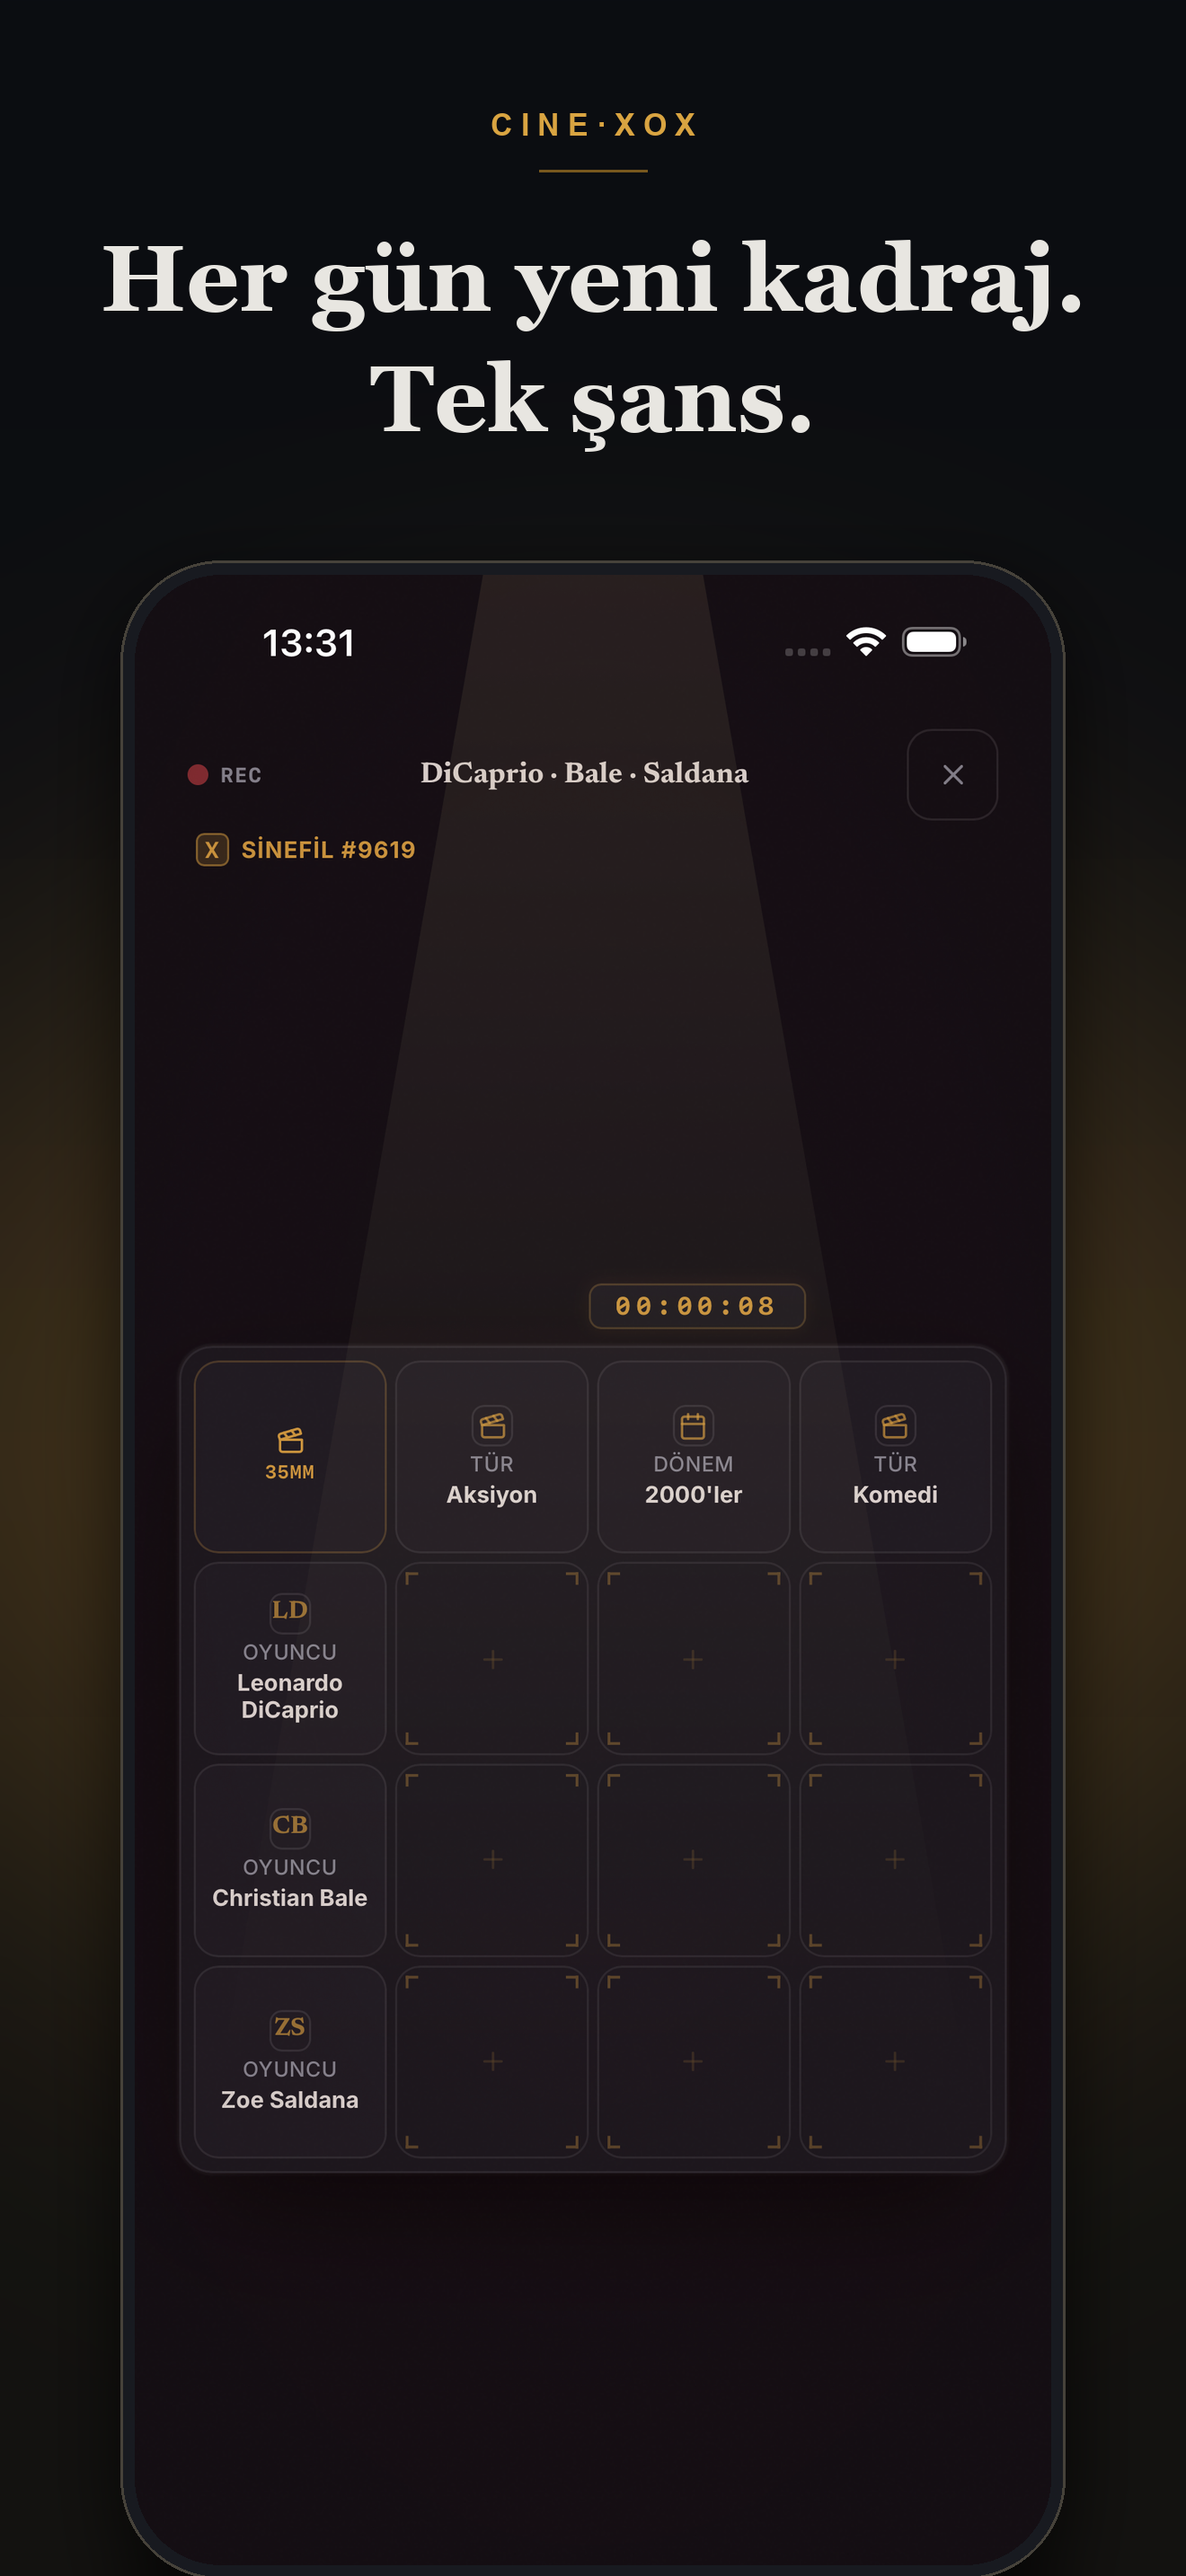 CINE·XOX
Her gün yeni kadraj.
Tek şans.
13:31
REC
DiCaprio · Bale · Saldana
X SİNEFİL #9619
00:00:08
35MM
TÜR
Aksiyon
DÖNEM
2000'ler
TÜR
Komedi
LD
OYUNCU
Leonardo
DiCaprio
CB
OYUNCU
Christian Bale
ZS
OYUNCU
Zoe Saldana